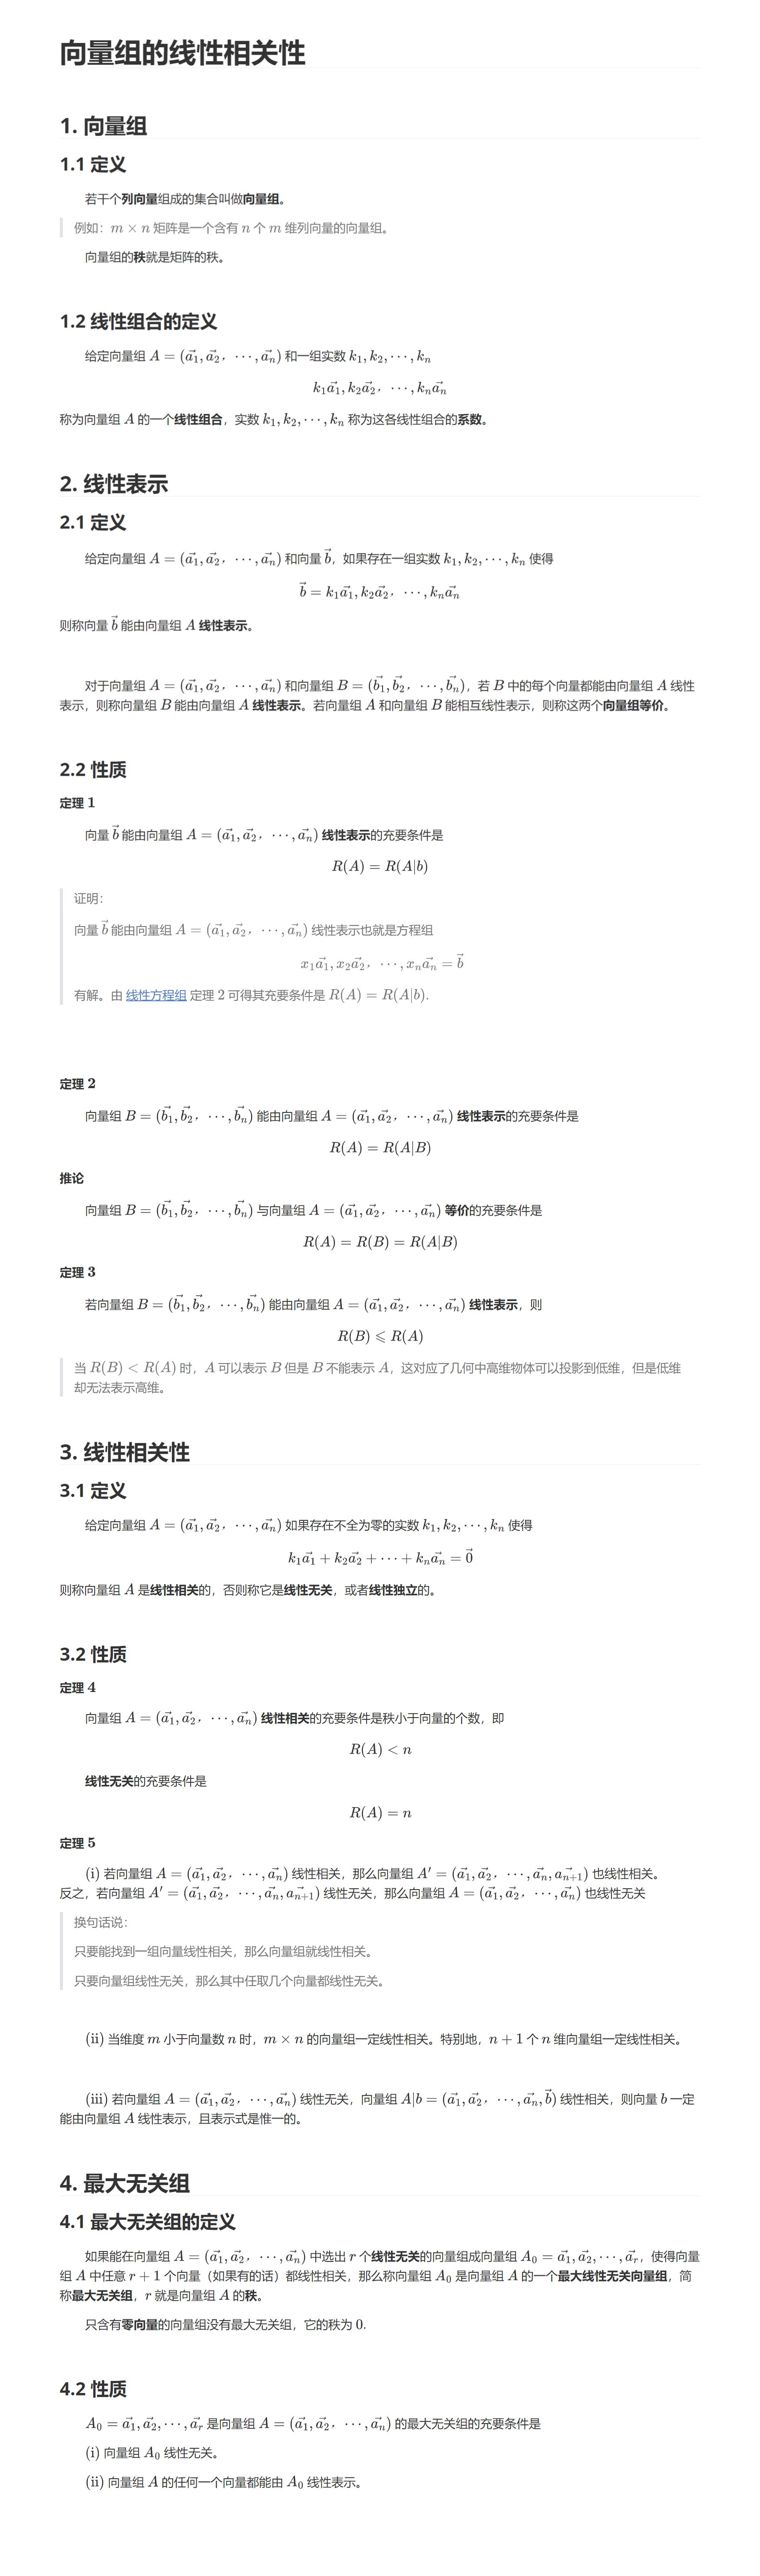 向量组的线性相关性
1. 向量组
1.1 定义
若干个列向量组成的集合叫做向量组。
例如：$m \times n$ 矩阵是一个含有 $n$ 个 $m$ 维列向量的向量组。
向量组的秩就是矩阵的秩。
1.2 线性组合的定义
给定向量组 $A = (\vec{a_1}, \vec{a_2}，\cdots, \vec{a_n})$ 和一组实数 $k_1, k_2, \cdots, k_n$
$k_1\vec{a_1}, k_2\vec{a_2}，\cdots, k_n\vec{a_n}$
称为向量组 $A$ 的一个线性组合，实数 $k_1, k_2, \cdots, k_n$ 称为这各线性组合的系数。
2. 线性表示
2.1 定义
给定向量组 $A = (\vec{a_1}, \vec{a_2}，\cdots, \vec{a_n})$ 和向量 $\vec{b}$，如果存在一组实数 $k_1, k_2, \cdots, k_n$ 使得
$\vec{b} = k_1\vec{a_1}, k_2\vec{a_2}，\cdots, k_n\vec{a_n}$
则称向量 $\vec{b}$ 能由向量组 $A$ 线性表示。
对于向量组 $A = (\vec{a_1}, \vec{a_2}，\cdots, \vec{a_n})$ 和向量组 $B = (\vec{b_1}, \vec{b_2}，\cdots, \vec{b_n})$，若 $B$ 中的每个向量都能由向量组 $A$ 线性
表示，则称向量组 $B$ 能由向量组 $A$ 线性表示。若向量组 $A$ 和向量组 $B$ 能相互线性表示，则称这两个向量组等价。
2.2 性质
定理 1
向量 $\vec{b}$ 能由向量组 $A = (\vec{a_1}, \vec{a_2}，\cdots, \vec{a_n})$ 线性表示的充要条件是
$R(A) = R(A|b)$
证明：
向量 $\vec{b}$ 能由向量组 $A = (\vec{a_1}, \vec{a_2}，\cdots, \vec{a_n})$ 线性表示也就是方程组
$x_1\vec{a_1}, x_2\vec{a_2}，\cdots, x_n\vec{a_n} = \vec{b}$
有解。由 线性方程组 定理 2 可得其充要条件是 $R(A) = R(A|b)$.
定理 2
向量组 $B = (\vec{b_1}, \vec{b_2}，\cdots, \vec{b_n})$ 能由向量组 $A = (\vec{a_1}, \vec{a_2}，\cdots, \vec{a_n})$ 线性表示的充要条件是
$R(A) = R(A|B)$
推论
向量组 $B = (\vec{b_1}, \vec{b_2}，\cdots, \vec{b_n})$ 与向量组 $A = (\vec{a_1}, \vec{a_2}，\cdots, \vec{a_n})$ 等价的充要条件是
$R(A) = R(B) = R(A|B)$
定理 3
若向量组 $B = (\vec{b_1}, \vec{b_2}，\cdots, \vec{b_n})$ 能由向量组 $A = (\vec{a_1}, \vec{a_2}，\cdots, \vec{a_n})$ 线性表示，则
$R(B) \leqslant R(A)$
当 $R(B) < R(A)$ 时，$A$ 可以表示 $B$ 但是 $B$ 不能表示 $A$，这对应了几何中高维物体可以投影到低维，但是低维
却无法表示高维。
3. 线性相关性
3.1 定义
给定向量组 $A = (\vec{a_1}, \vec{a_2}，\cdots, \vec{a_n})$ 如果存在不全为零的实数 $k_1, k_2, \cdots, k_n$ 使得
$k_1\vec{a_1} + k_2\vec{a_2} + \cdots + k_n\vec{a_n} = \vec{0}$
则称向量组 $A$ 是线性相关的，否则称它是线性无关，或者线性独立的。
3.2 性质
定理 4
向量组 $A = (\vec{a_1}, \vec{a_2}，\cdots, \vec{a_n})$ 线性相关的充要条件是秩小于向量的个数，即
$R(A) < n$
线性无关的充要条件是
$R(A) = n$
定理 5
(i) 若向量组 $A = (\vec{a_1}, \vec{a_2}，\cdots, \vec{a_n})$ 线性相关，那么向量组 $A' = (\vec{a_1}, \vec{a_2}，\cdots, \vec{a_n}, \vec{a_{n+1}})$ 也线性相关。
反之，若向量组 $A' = (\vec{a_1}, \vec{a_2}，\cdots, \vec{a_n}, \vec{a_{n+1}})$ 线性无关，那么向量组 $A = (\vec{a_1}, \vec{a_2}，\cdots, \vec{a_n})$ 也线性无关
换句话说：
只要能找到一组向量线性相关，那么向量组就线性相关。
只要向量组线性无关，那么其中任取几个向量都线性无关。
(ii) 当维度 $m$ 小于向量数 $n$ 时，$m \times n$ 的向量组一定线性相关。特别地，$n + 1$ 个 $n$ 维向量组一定线性相关。
(iii) 若向量组 $A = (\vec{a_1}, \vec{a_2}，\cdots, \vec{a_n})$ 线性无关，向量组 $A|b = (\vec{a_1}, \vec{a_2}，\cdots, \vec{a_n}, \vec{b})$ 线性相关，则向量 $b$ 一定
能由向量组 $A$ 线性表示，且表示式是惟一的。
4. 最大无关组
4.1 最大无关组的定义
如果能在向量组 $A = (\vec{a_1}, \vec{a_2}，\cdots, \vec{a_n})$ 中选出 $r$ 个线性无关的向量组成向量组 $A_0 = \vec{a_1}, \vec{a_2}, \cdots, \vec{a_r}$，使得向量
组 $A$ 中任意 $r + 1$ 个向量（如果有的话）都线性相关，那么称向量组 $A_0$ 是向量组 $A$ 的一个最大线性无关向量组，简
称最大无关组，$r$ 就是向量组 $A$ 的秩。
只含有零向量的向量组没有最大无关组，它的秩为 0.
4.2 性质
$A_0 = \vec{a_1}, \vec{a_2}, \cdots, \vec{a_r}$ 是向量组 $A = (\vec{a_1}, \vec{a_2}，\cdots, \vec{a_n})$ 的最大无关组的充要条件是
(i) 向量组 $A_0$ 线性无关。
(ii) 向量组 $A$ 的任何一个向量都能由 $A_0$ 线性表示。